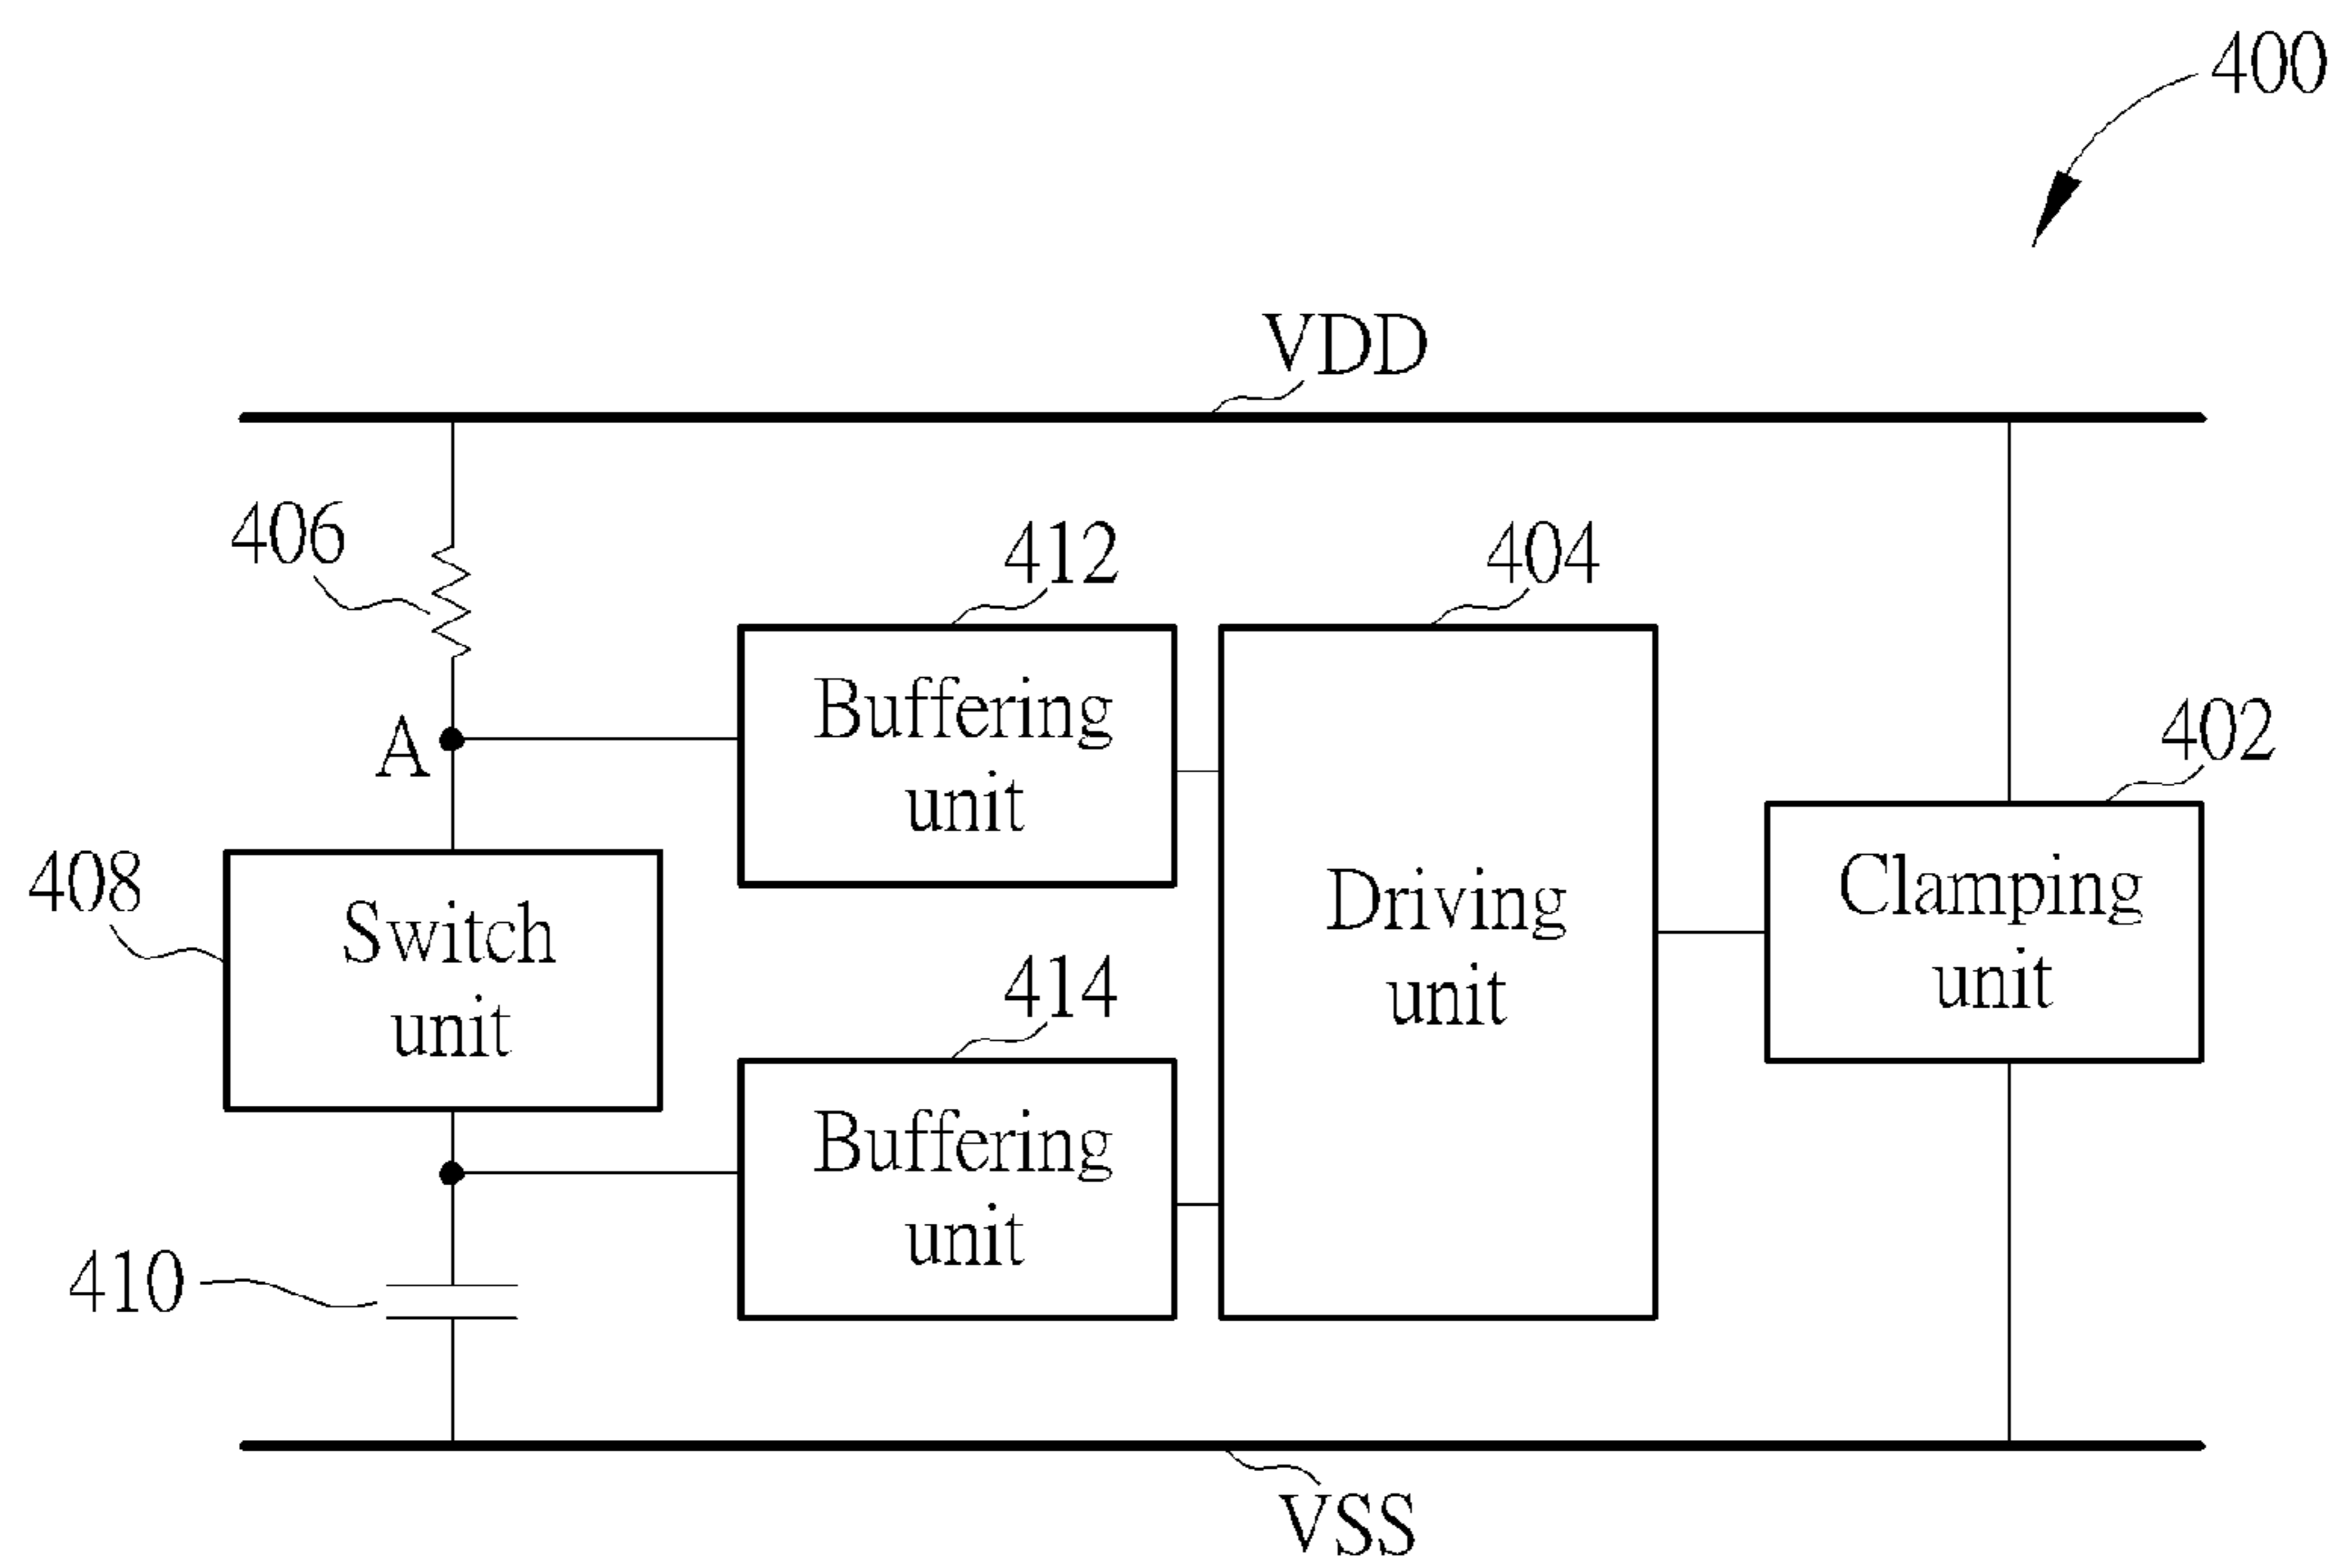 400
VDD
406
412
404
Buffering
unit
A
402
408
Switch
unit
Driving
unit
Clamping
unit
414
Buffering
unit
410
VSS